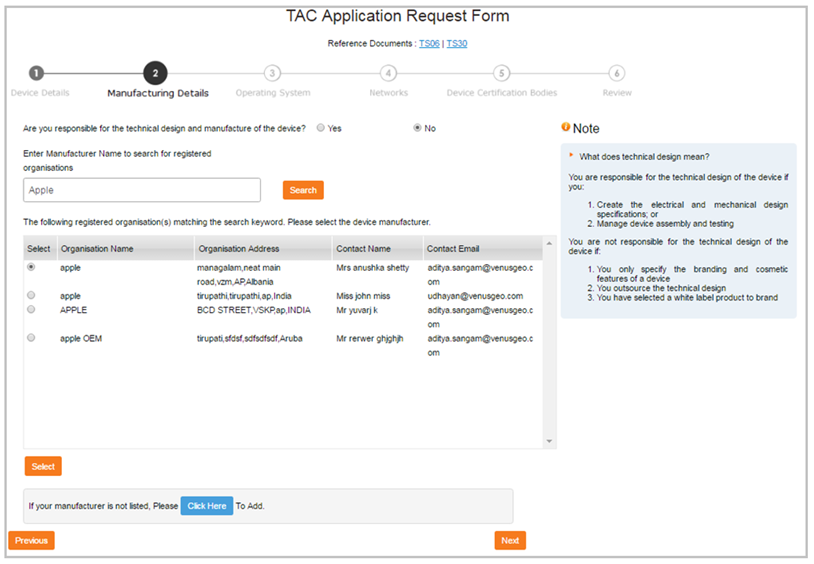 TAC Application Request Form
Reference Documents : TS06 | TS30
1 2 3 4 5 6
Device Details Manufacturing Details Operating System Networks Device Certification Bodies Review
Are you responsible for the technical design and manufacture of the device? Yes No
Enter Manufacturer Name to search for registered
organisations
Apple Search
The following registered organisation(s) matching the search keyword. Please select the device manufacturer.
Select Organisation Name Organisation Address Contact Name Contact Email
apple managalam,neat main Mrs anushka shetty aditya.sangam@venusgeo.c
road,vzm,AP,Albania om
apple tirupathi,tirupathi,ap,India Miss john miss udhayan@venusgeo.com
APPLE BCD STREET,VSKP,ap,INDIA Mr yuvarj k aditya.sangam@venusgeo.c
om
apple OEM tirupati,sfdsf,sdfsdfsdf,Aruba Mr rerwer ghjghjh aditya.sangam@venusgeo.c
om
Select
If your manufacturer is not listed, Please Click Here To Add.
Previous Next
Note
* What does technical design mean?
You are responsible for the technical design of the device if
you:
1. Create the electrical and mechanical design
specifications; or
2. Manage device assembly and testing
You are not responsible for the technical design of the
device if:
1. You only specify the branding and cosmetic
features of a device
2. You outsource the technical design
3. You have selected a white label product to brand